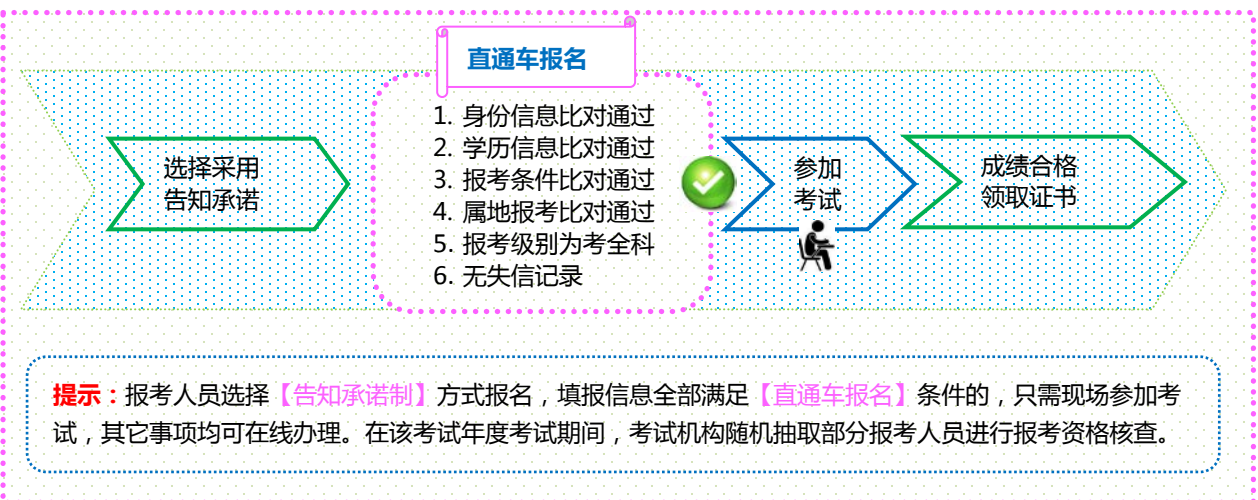 直通车报名
选择采用
告知承诺
1. 身份信息比对通过
2. 学历信息比对通过
3. 报考条件比对通过
4. 属地报考比对通过
5. 报考级别为考全科
6. 无失信记录
参加
考试
成绩合格
领取证书
提示：报考人员选择【告知承诺制】方式报名，填报信息全部满足【直通车报名】条件的，只需现场参加考
试，其它事项均可在线办理。在该考试年度考试期间，考试机构随机抽取部分报考人员进行报考资格核查。